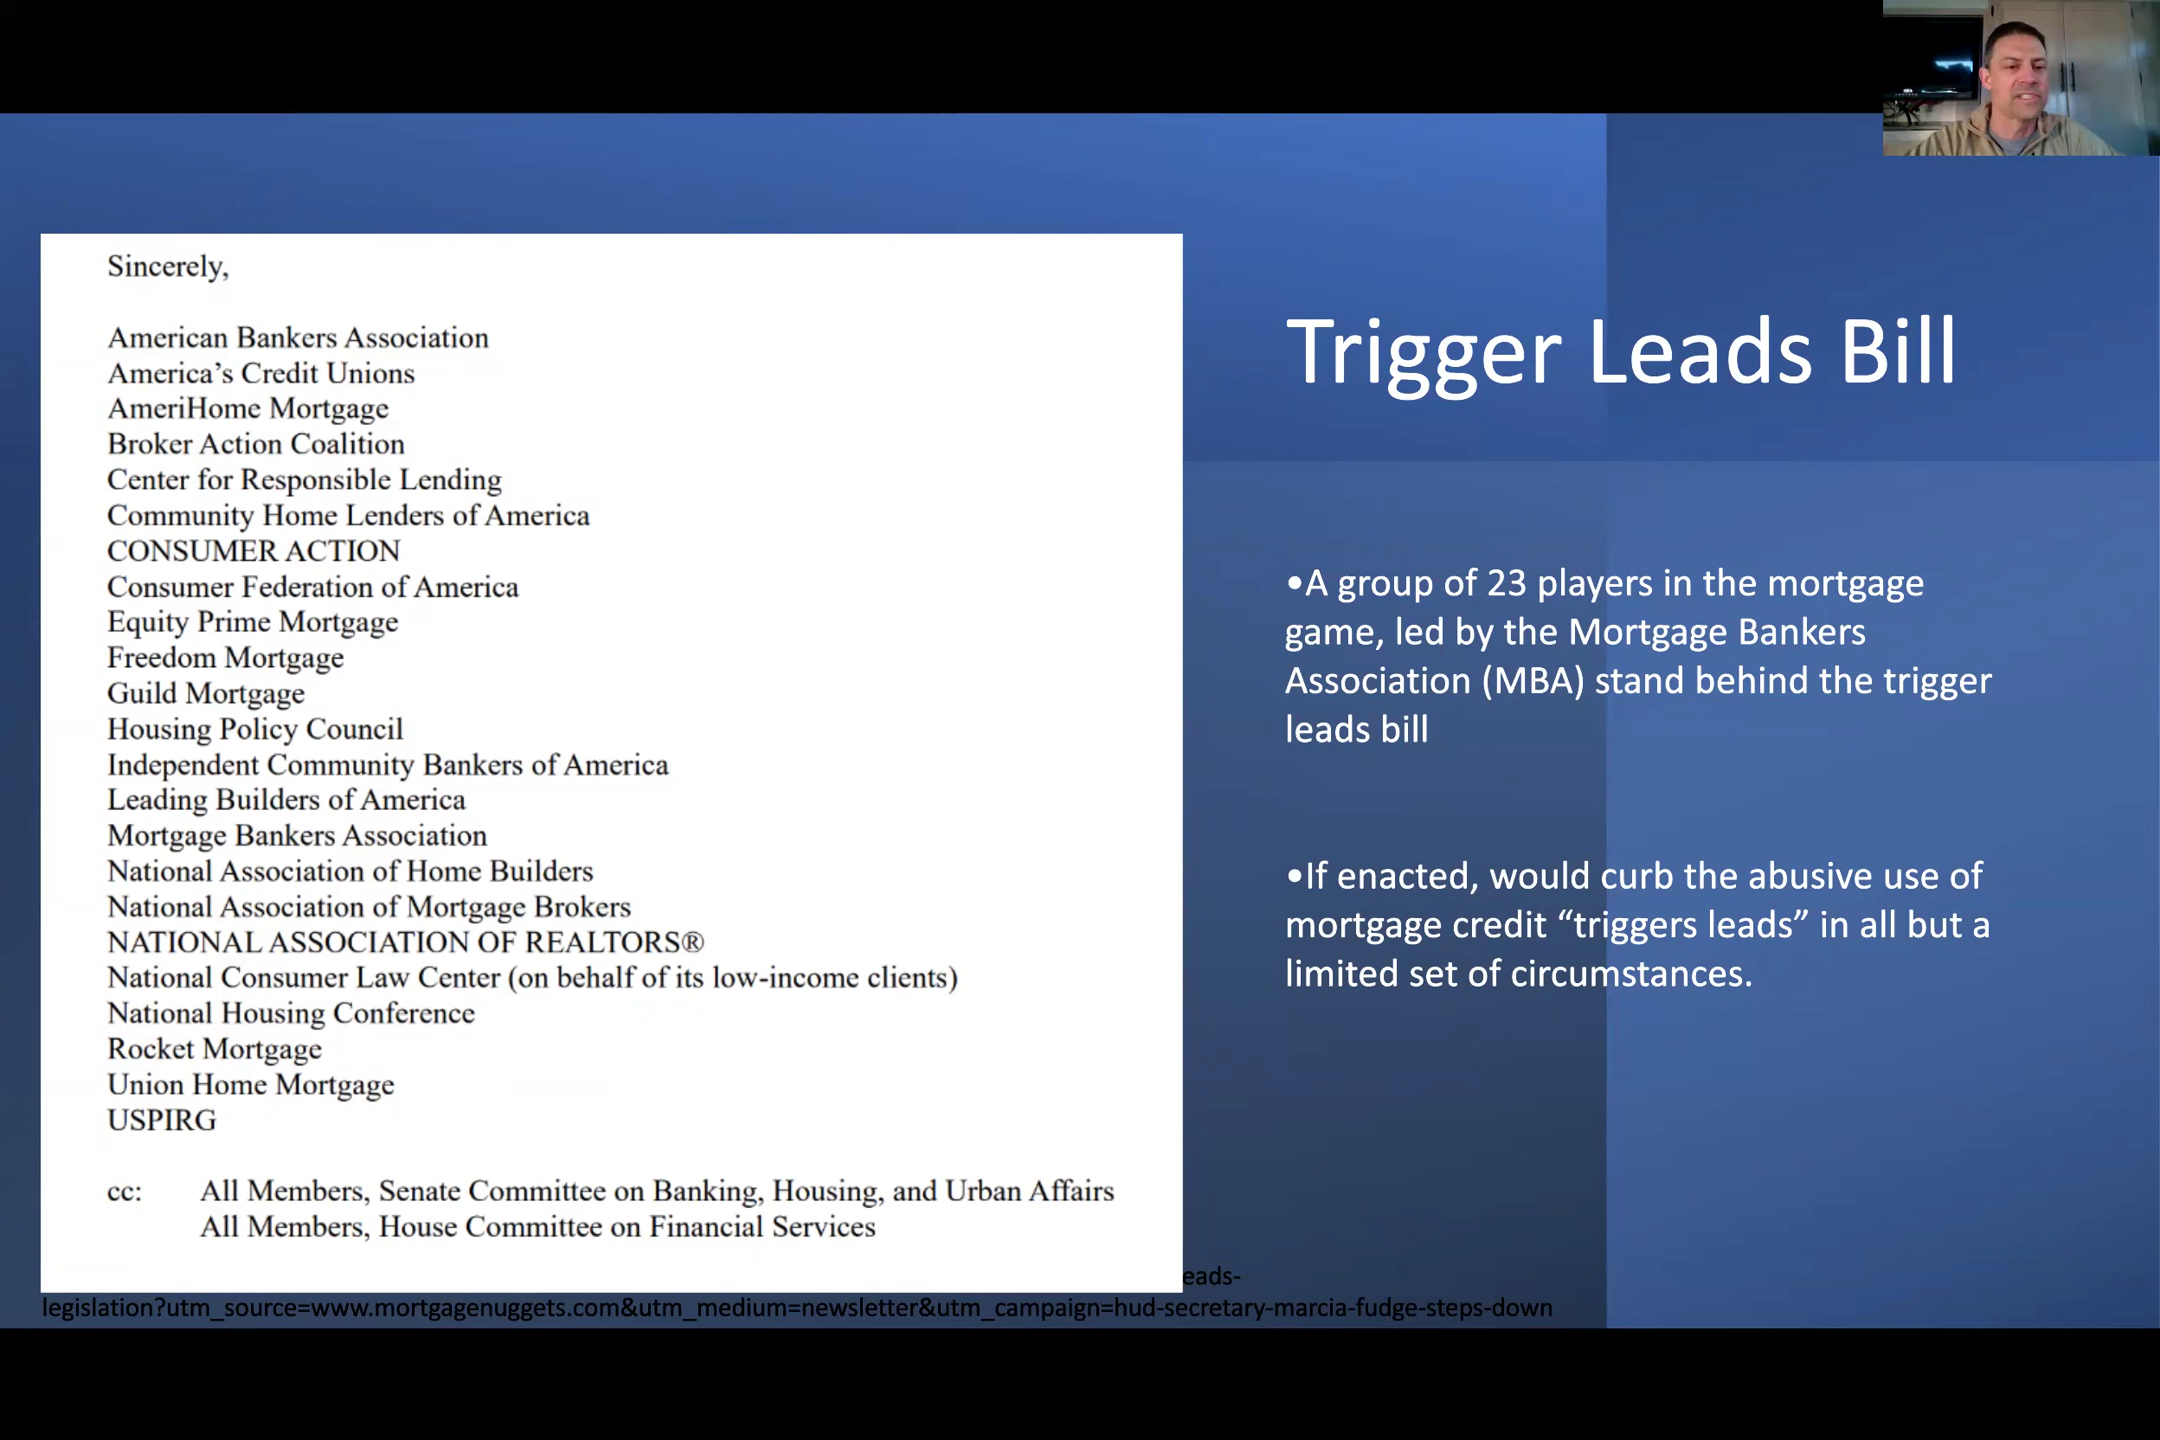 Sincerely,
American Bankers Association
America’s Credit Unions
AmeriHome Mortgage
Broker Action Coalition
Center for Responsible Lending
Community Home Lenders of America
CONSUMER ACTION
Consumer Federation of America
Equity Prime Mortgage
Freedom Mortgage
Guild Mortgage
Housing Policy Council
Independent Community Bankers of America
Leading Builders of America
Mortgage Bankers Association
National Association of Home Builders
National Association of Mortgage Brokers
NATIONAL ASSOCIATION OF REALTORS®
National Consumer Law Center (on behalf of its low-income clients)
National Housing Conference
Rocket Mortgage
Union Home Mortgage
USPIRG
cc: All Members, Senate Committee on Banking, Housing, and Urban Affairs
All Members, House Committee on Financial Services
Trigger Leads Bill
•A group of 23 players in the mortgage
game, led by the Mortgage Bankers
Association (MBA) stand behind the trigger
leads bill
•If enacted, would curb the abusive use of
mortgage credit “triggers leads” in all but a
limited set of circumstances.
eads-
legislation?utm_source=www.mortgagenuggets.com&utm_medium=newsletter&utm_campaign=hud-secretary-marcia-fudge-steps-down